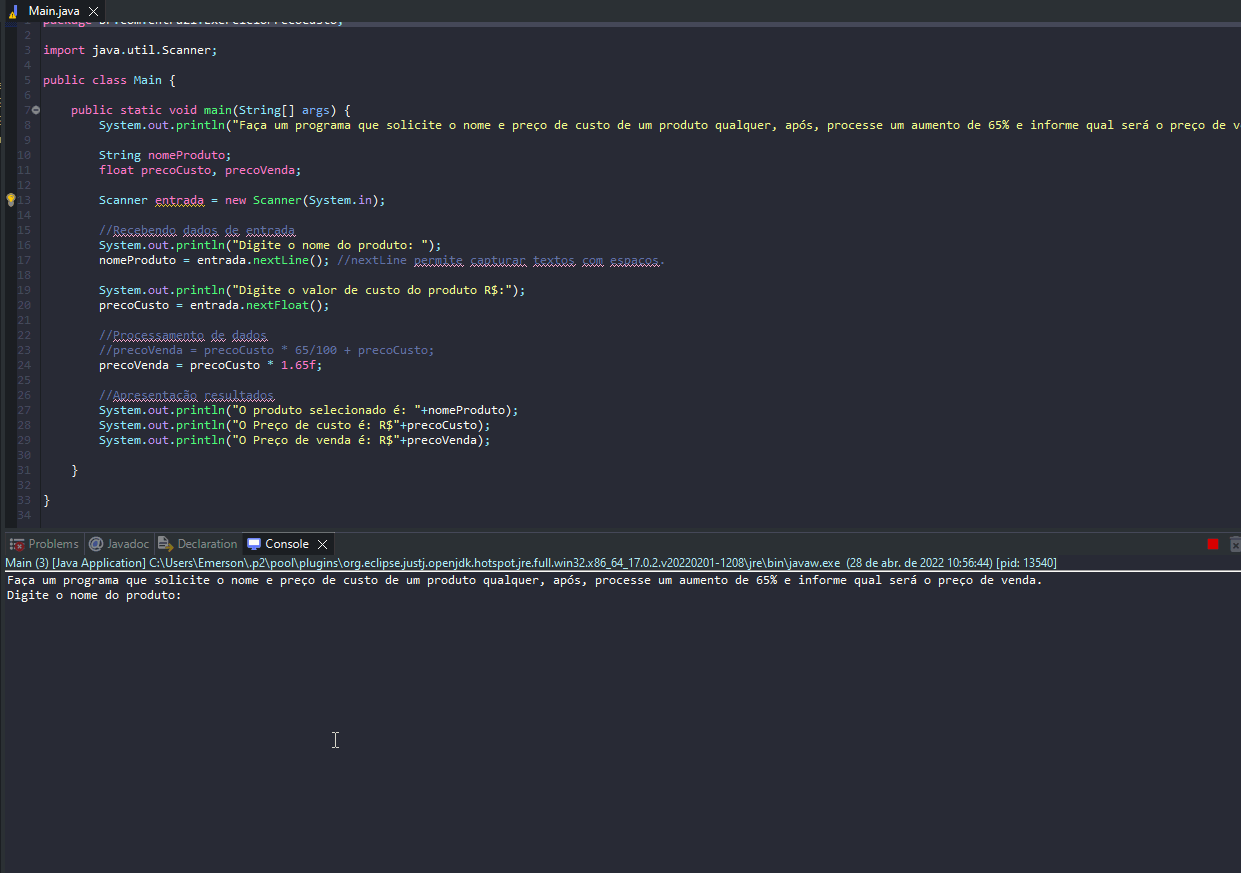 Main.java
2
3 import java.util.Scanner;
4
5 public class Main {
6
7 public static void main(String[] args) {
8 System.out.println("Faça um programa que solicite o nome e preço de custo de um produto qualquer, após, processe um aumento de 65% e informe qual será o preço de v
9
10 String nomeProduto;
11 float precoCusto, precoVenda;
12
13 Scanner entrada = new Scanner(System.in);
14
15 //Recebendo dados de entrada
16 System.out.println("Digite o nome do produto: ");
17 nomeProduto = entrada.nextLine(); //nextLine permite capturar textos com espaços.
18
19 System.out.println("Digite o valor de custo do produto R$:");
20 precoCusto = entrada.nextFloat();
21
22 //Processamento de dados
23 //precoVenda = precoCusto * 65/100 + precoCusto;
24 precoVenda = precoCusto * 1.65f;
25
26 //Apresentação resultados
27 System.out.println("O produto selecionado é: "+nomeProduto);
28 System.out.println("O Preço de custo é: R$"+precoCusto);
29 System.out.println("O Preço de venda é: R$"+precoVenda);
30
31 }
32
33 }
34
Problems @ Javadoc Declaration Console
Main (3) [Java Application] C:\Users\Emerson\.p2\pool\plugins\org.eclipse.justj.openjdk.hotspot.jre.full.win32.x86_64_17.0.2.v20220201-1208\jre\bin\javaw.exe (28 de abr. de 2022 10:56:44) [pid: 13540]
Faça um programa que solicite o nome e preço de custo de um produto qualquer, após, processe um aumento de 65% e informe qual será o preço de venda.
Digite o nome do produto: